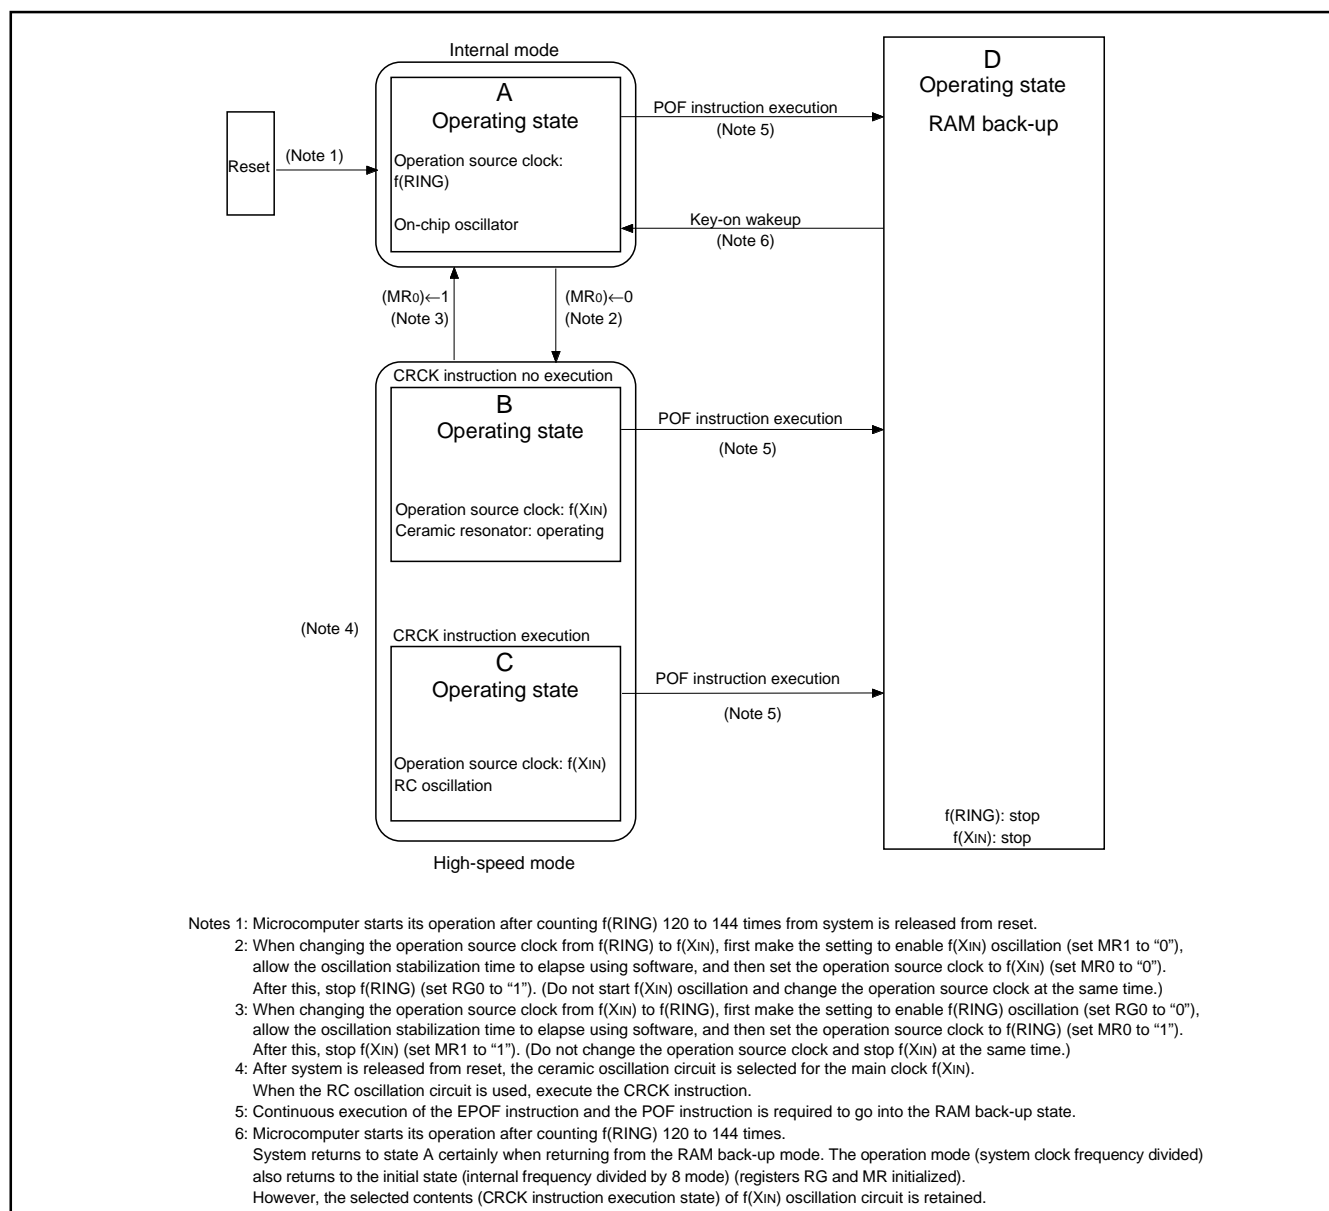 Internal mode
A
Operating state
Operation source clock:
f(RING)
On-chip oscillator
D
Operating state
RAM back-up
POF instruction execution
(Note 5)
Reset
(Note 1)
Key-on wakeup
(Note 6)
(MR0)←1
(Note 3)
(MR0)←0
(Note 2)
CRCK instruction no execution
B
Operating state
Operation source clock: f(XIN)
Ceramic resonator: operating
POF instruction execution
(Note 5)
(Note 4)
CRCK instruction execution
C
Operating state
Operation source clock: f(XIN)
RC oscillation
POF instruction execution
(Note 5)
f(RING): stop
f(XIN): stop
High-speed mode
Notes 1: Microcomputer starts its operation after counting f(RING) 120 to 144 times from system is released from reset.
2: When changing the operation source clock from f(RING) to f(XIN), first make the setting to enable f(XIN) oscillation (set MR1 to “0”),
allow the oscillation stabilization time to elapse using software, and then set the operation source clock to f(XIN) (set MR0 to “0”).
After this, stop f(RING) (set RG0 to “1”). (Do not start f(XIN) oscillation and change the operation source clock at the same time.)
3: When changing the operation source clock from f(XIN) to f(RING), first make the setting to enable f(RING) oscillation (set RG0 to “0”),
allow the oscillation stabilization time to elapse using software, and then set the operation source clock to f(RING) (set MR0 to “1”).
After this, stop f(XIN) (set MR1 to “1”). (Do not change the operation source clock and stop f(XIN) at the same time.)
4: After system is released from reset, the ceramic oscillation circuit is selected for the main clock f(XIN).
When the RC oscillation circuit is used, execute the CRCK instruction.
5: Continuous execution of the EPOF instruction and the POF instruction is required to go into the RAM back-up state.
6: Microcomputer starts its operation after counting f(RING) 120 to 144 times.
System returns to state A certainly when returning from the RAM back-up mode. The operation mode (system clock frequency divided)
also returns to the initial state (internal frequency divided by 8 mode) (registers RG and MR initialized).
However, the selected contents (CRCK instruction execution state) of f(XIN) oscillation circuit is retained.